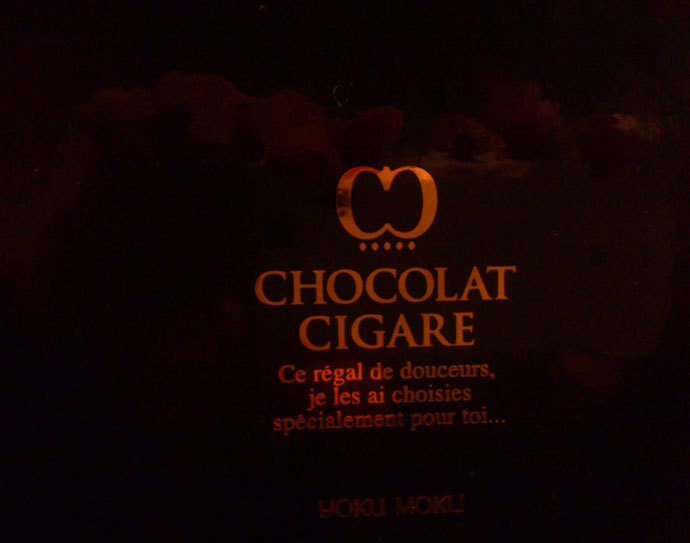 CHOCOLAT
CIGARE
Ce régal de douceurs,
je les ai choisies
spécialement pour toi...
YOKU MOKU